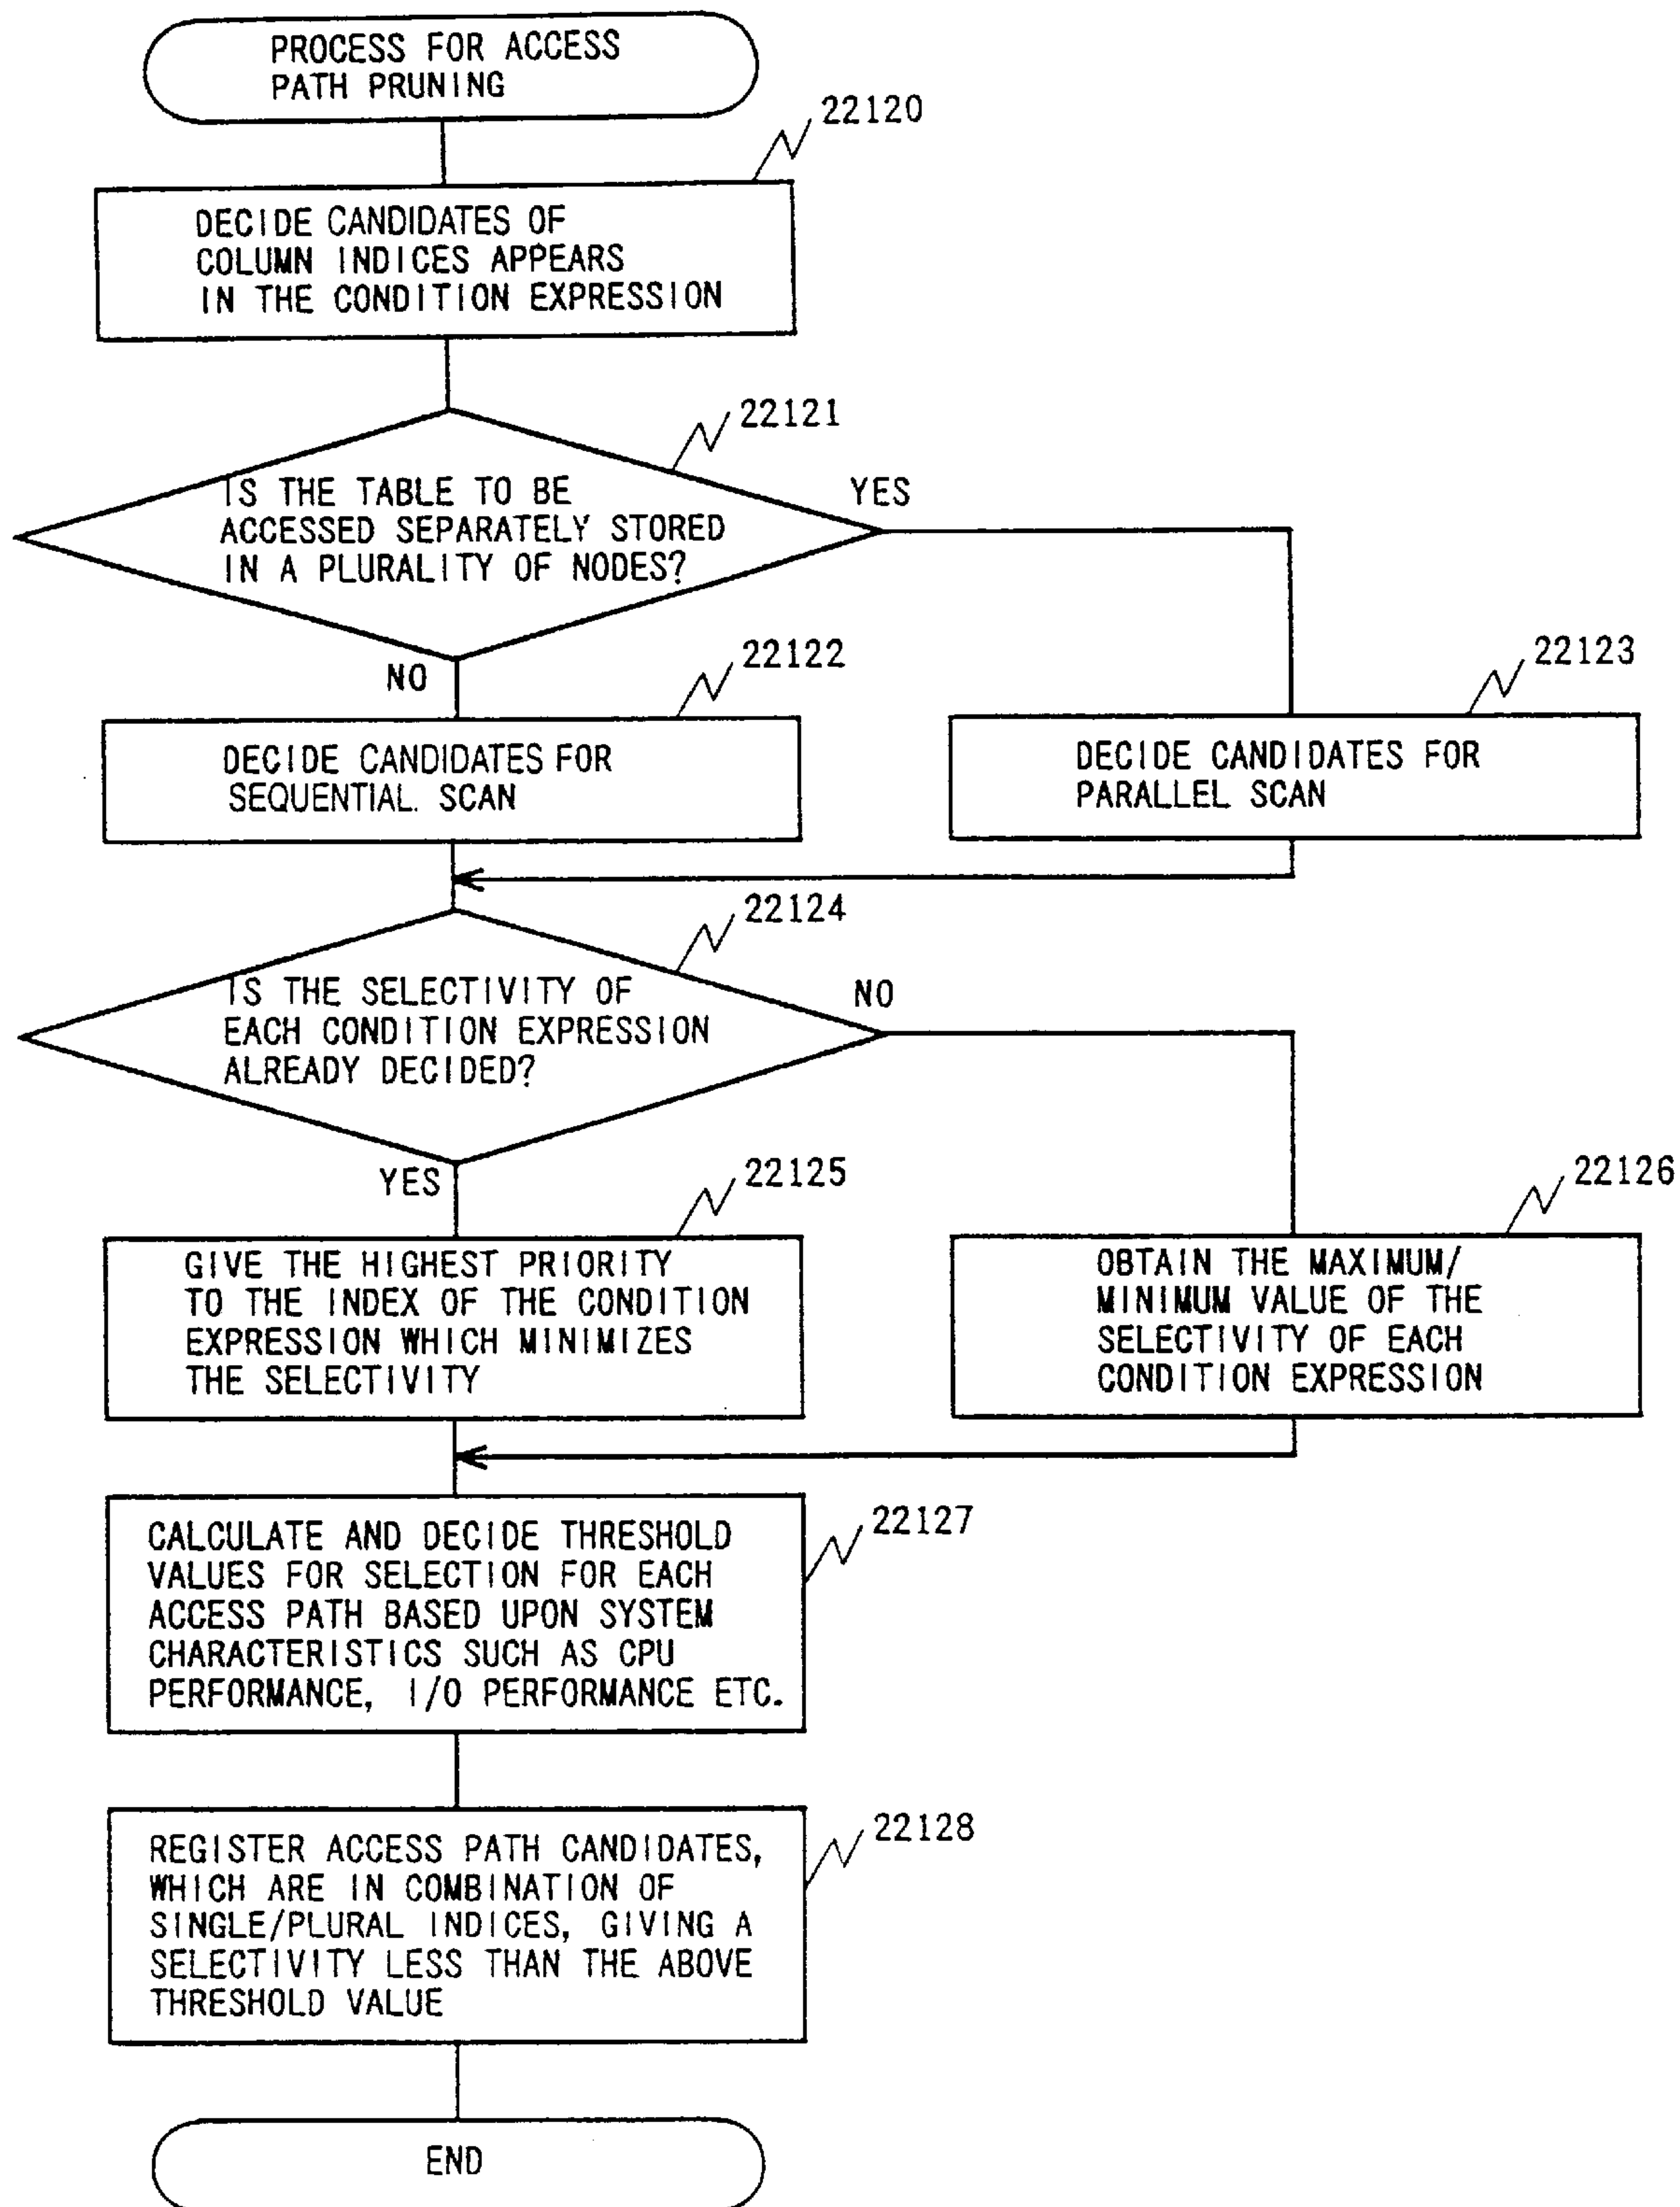 PROCESS FOR ACCESS
PATH PRUNING
22120
DECIDE CANDIDATES OF
COLUMN INDICES APPEARS
IN THE CONDITION EXPRESSION
22121
IS THE TABLE TO BE
ACCESSED SEPARATELY STORED
IN A PLURALITY OF NODES?
YES
NO
22122
DECIDE CANDIDATES FOR
SEQUENTIAL. SCAN
22123
DECIDE CANDIDATES FOR
PARALLEL SCAN
22124
IS THE SELECTIVITY OF
EACH CONDITION EXPRESSION
ALREADY DECIDED?
NO
YES
22125
GIVE THE HIGHEST PRIORITY
TO THE INDEX OF THE CONDITION
EXPRESSION WHICH MINIMIZES
THE SELECTIVITY
22126
OBTAIN THE MAXIMUM/
MINIMUM VALUE OF THE
SELECTIVITY OF EACH
CONDITION EXPRESSION
22127
CALCULATE AND DECIDE THRESHOLD
VALUES FOR SELECTION FOR EACH
ACCESS PATH BASED UPON SYSTEM
CHARACTERISTICS SUCH AS CPU
PERFORMANCE, I/O PERFORMANCE ETC.
22128
REGISTER ACCESS PATH CANDIDATES,
WHICH ARE IN COMBINATION OF
SINGLE/PLURAL INDICES, GIVING A
SELECTIVITY LESS THAN THE ABOVE
THRESHOLD VALUE
END